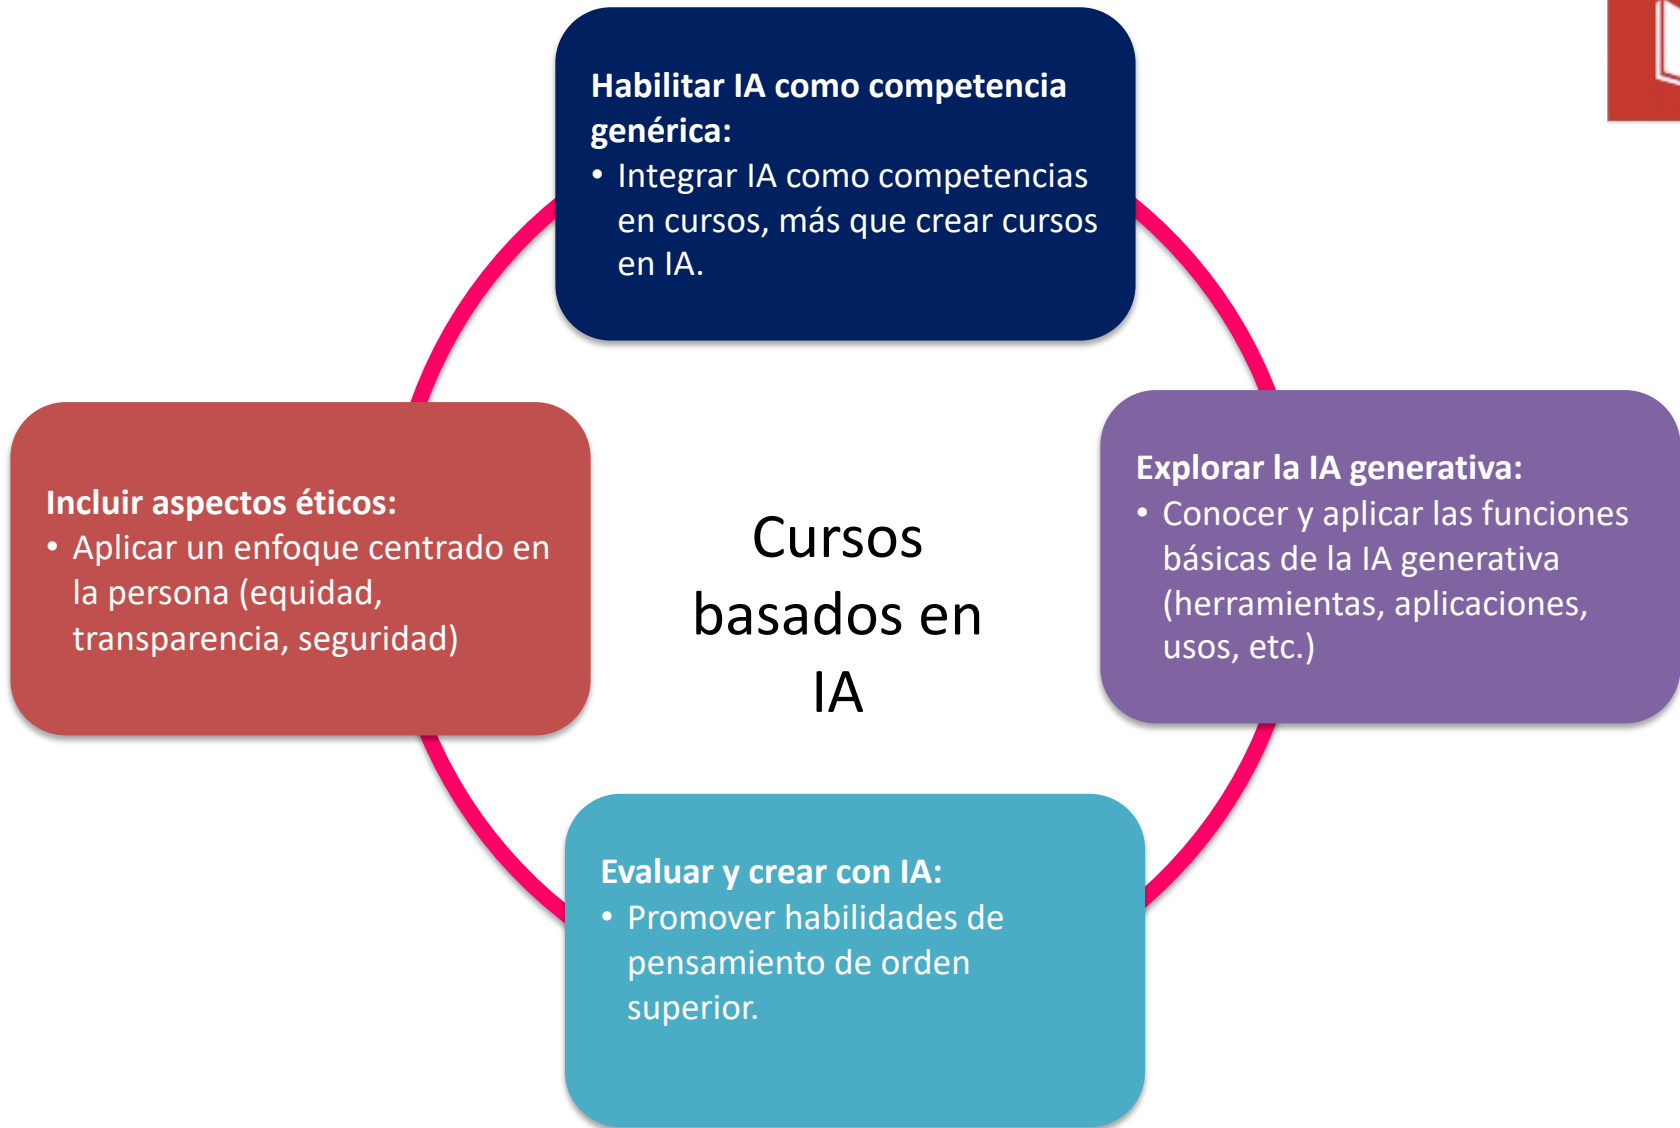 Habilitar IA como competencia
genérica:
• Integrar IA como competencias
en cursos, más que crear cursos
en IA.
Incluir aspectos éticos:
• Aplicar un enfoque centrado en
la persona (equidad,
transparencia, seguridad)
Cursos
basados en
IA
Explorar la IA generativa:
• Conocer y aplicar las funciones
básicas de la IA generativa
(herramientas, aplicaciones,
usos, etc.)
Evaluar y crear con IA:
• Promover habilidades de
pensamiento de orden
superior.